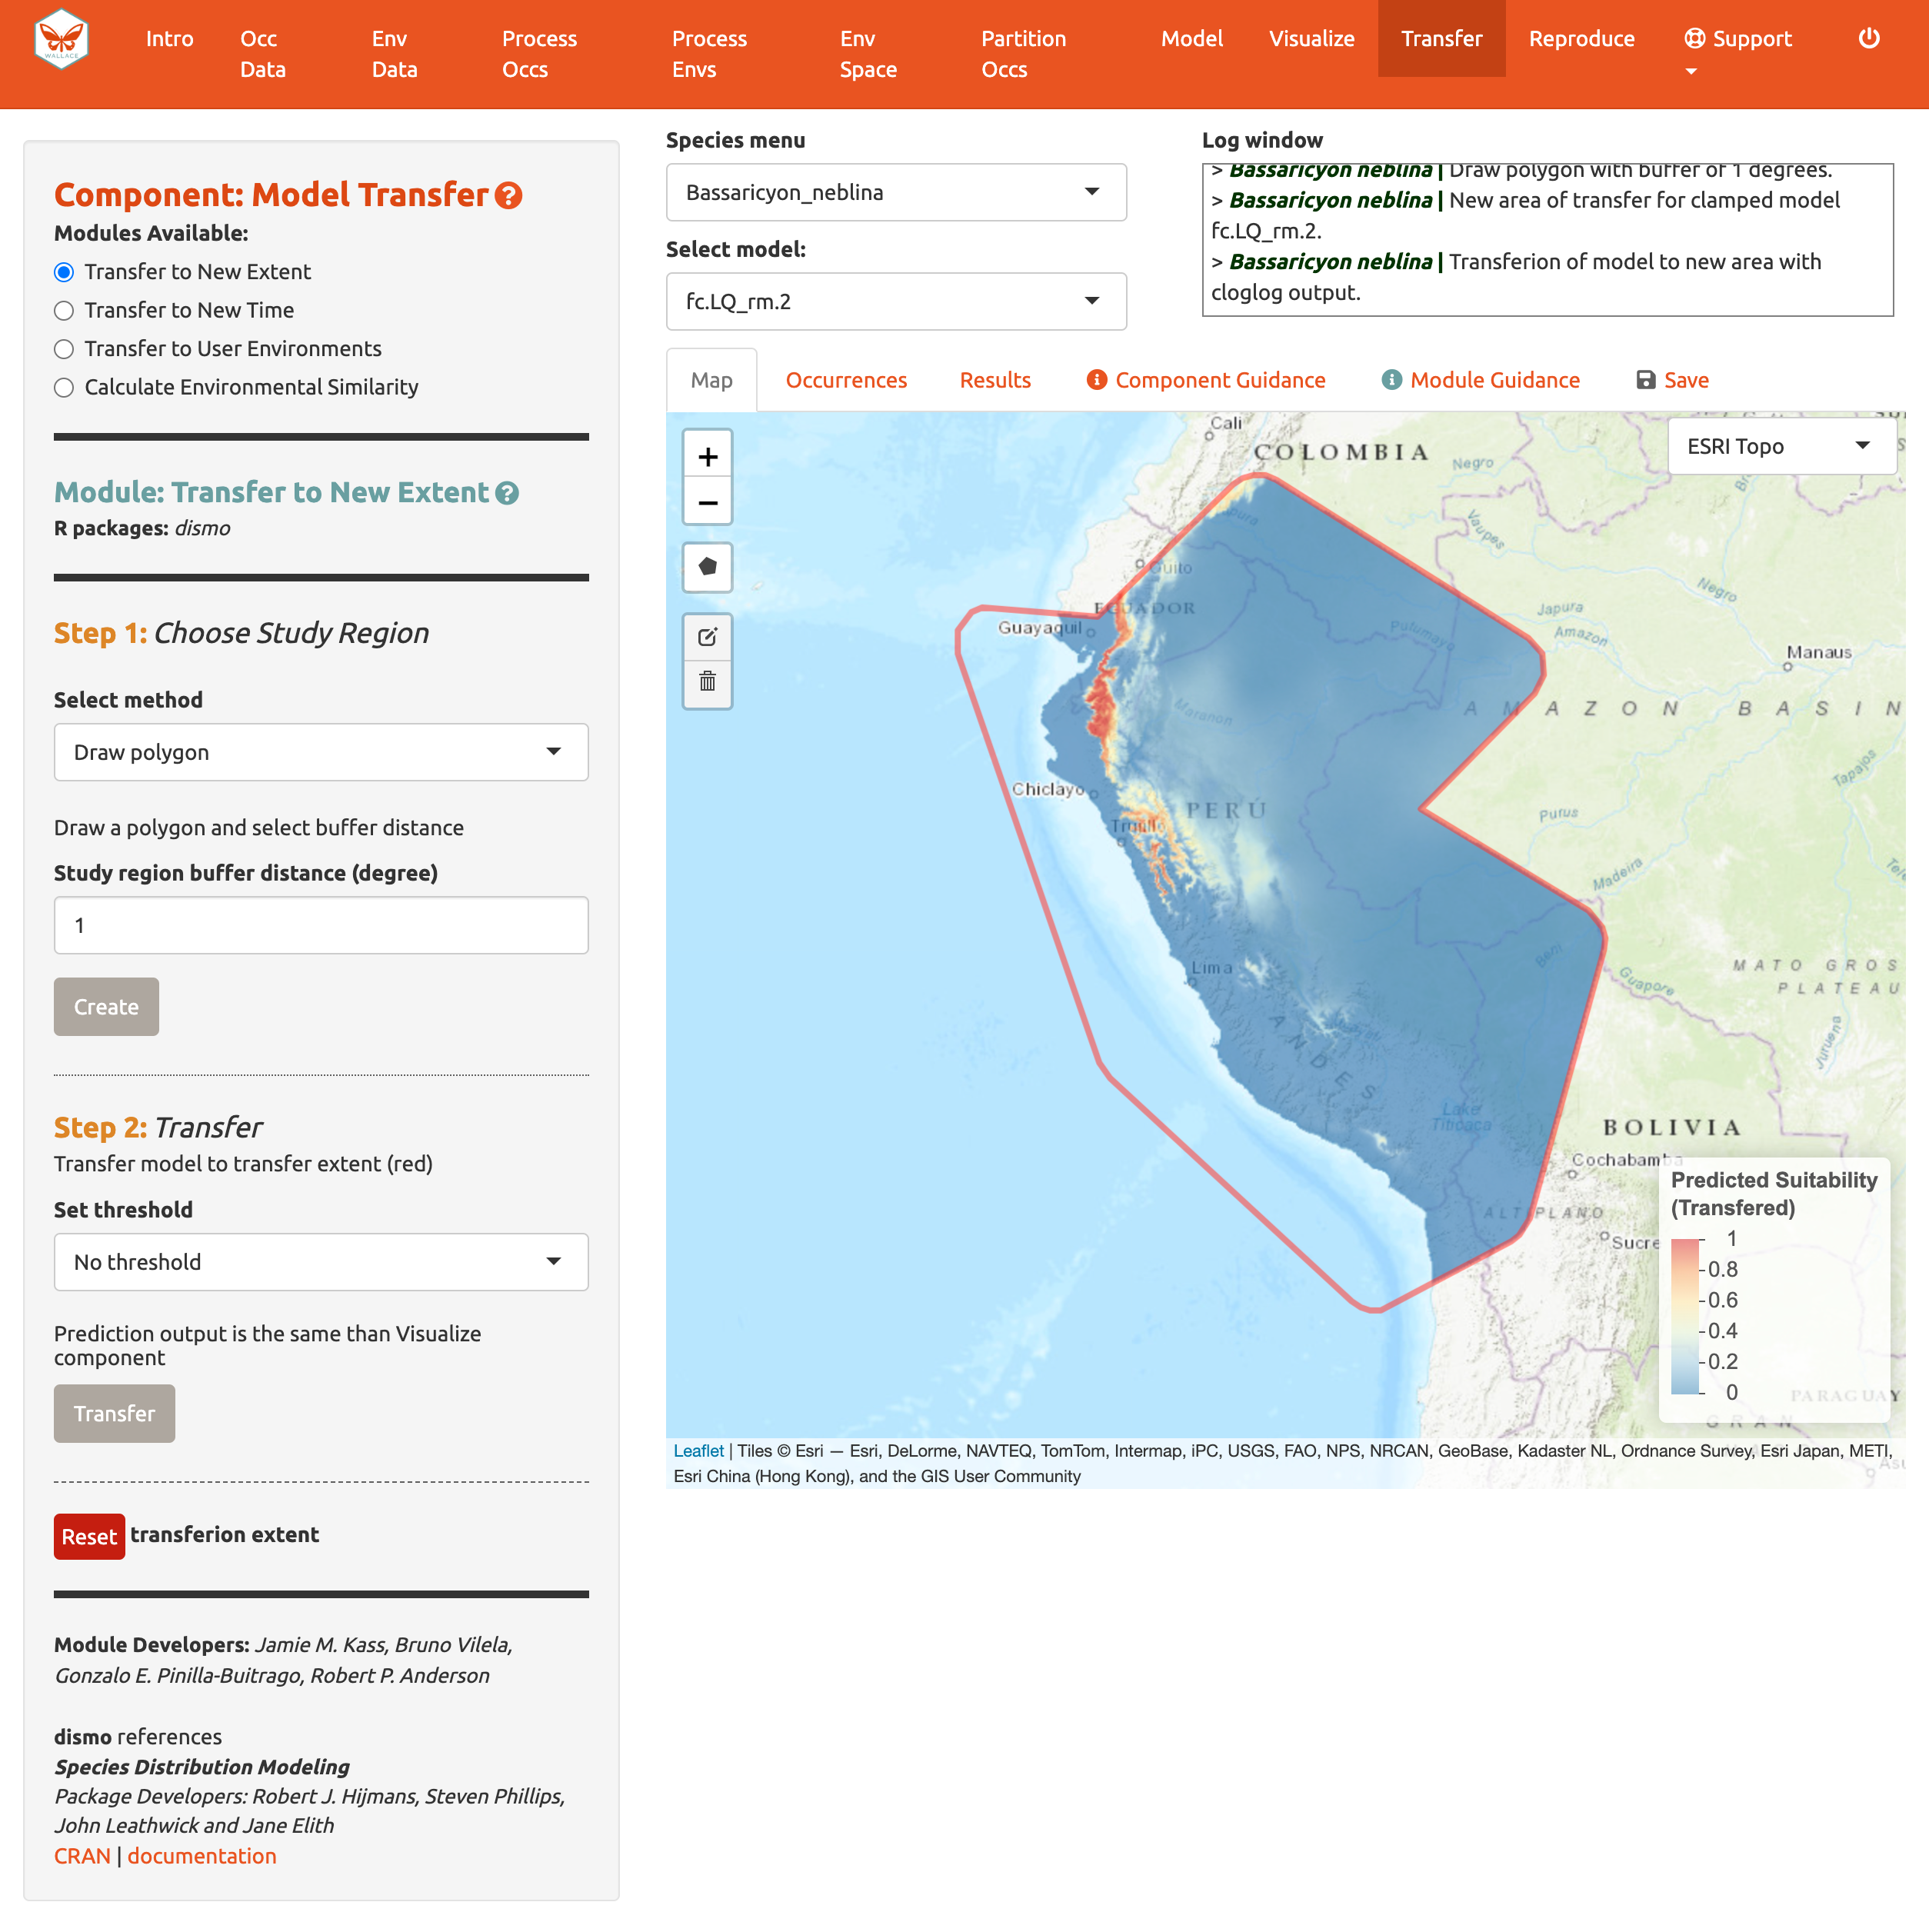 WALLACE
Intro
Occ
Data
Env
Data
Process
Occs
Process
Envs
Env
Space
Partition
Occs
Model
Visualize
Transfer
Reproduce
Support
Component: Model Transfer
Modules Available:
Transfer to New Extent
Transfer to New Time
Transfer to User Environments
Calculate Environmental Similarity
Module: Transfer to New Extent
R packages: dismo
Step 1: Choose Study Region
Select method
Draw polygon
Draw a polygon and select buffer distance
Study region buffer distance (degree)
1
Create
Step 2: Transfer
Transfer model to transfer extent (red)
Set threshold
No threshold
Prediction output is the same than Visualize
component
Transfer
Reset transferion extent
Module Developers: Jamie M. Kass, Bruno Vilela,
Gonzalo E. Pinilla-Buitrago, Robert P. Anderson
dismo references
Species Distribution Modeling
Package Developers: Robert J. Hijmans, Steven Phillips,
John Leathwick and Jane Elith
CRAN | documentation
Species menu
Bassaricyon_neblina
Select model:
fc.LQ_rm.2
Log window
> Bassaricyon neblina | Draw polygon with buffer of 1 degrees.
> Bassaricyon neblina | New area of transfer for clamped model
fc.LQ_rm.2.
> Bassaricyon neblina | Transferion of model to new area with
cloglog output.
Map
Occurrences
Results
Component Guidance
Module Guidance
Save
+
−
ESRI Topo
Cali
COLOMBIA
Negro
Vaupes
Quito
ECUADOR
Guayaquil
Putumayo
Japura
Amazon
Negro
Manaus
Maranon
AMAZON BASIN
Tapajos
Chiclayo
PERÚ
Trujillo
Purus
Madeira
Lima
Beni
Guapore
MATO GROS
PLATEAU
Juruena
ANDES
Lake
Titicaca
BOLIVIA
Cochabamba
ALTIPLANO
Sucre
PARAGUAY
GRAN
Predicted Suitability
(Transfered)
1
0.8
0.6
0.4
0.2
0
Leaflet | Tiles © Esri — Esri, DeLorme, NAVTEQ, TomTom, Intermap, iPC, USGS, FAO, NPS, NRCAN, GeoBase, Kadaster NL, Ordnance Survey, Esri Japan, METI,
Esri China (Hong Kong), and the GIS User Community